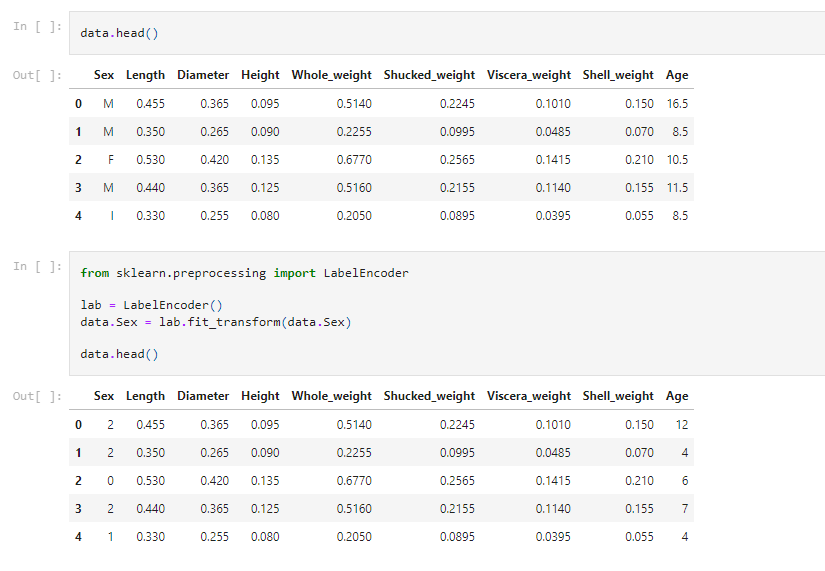 In [ ]: data.head()
Out[ ]: Sex Length Diameter Height Whole_weight Shucked_weight Viscera_weight Shell_weight Age
0 M 0.455 0.365 0.095 0.5140 0.2245 0.1010 0.150 16.5
1 M 0.350 0.265 0.090 0.2255 0.0995 0.0485 0.070 8.5
2 F 0.530 0.420 0.135 0.6770 0.2565 0.1415 0.210 10.5
3 M 0.440 0.365 0.125 0.5160 0.2155 0.1140 0.155 11.5
4 I 0.330 0.255 0.080 0.2050 0.0895 0.0395 0.055 8.5
In [ ]: from sklearn.preprocessing import LabelEncoder
lab = LabelEncoder()
data.Sex = lab.fit_transform(data.Sex)
data.head()
Out[ ]: Sex Length Diameter Height Whole_weight Shucked_weight Viscera_weight Shell_weight Age
0 2 0.455 0.365 0.095 0.5140 0.2245 0.1010 0.150 12
1 2 0.350 0.265 0.090 0.2255 0.0995 0.0485 0.070 4
2 0 0.530 0.420 0.135 0.6770 0.2565 0.1415 0.210 6
3 2 0.440 0.365 0.125 0.5160 0.2155 0.1140 0.155 7
4 1 0.330 0.255 0.080 0.2050 0.0895 0.0395 0.055 4